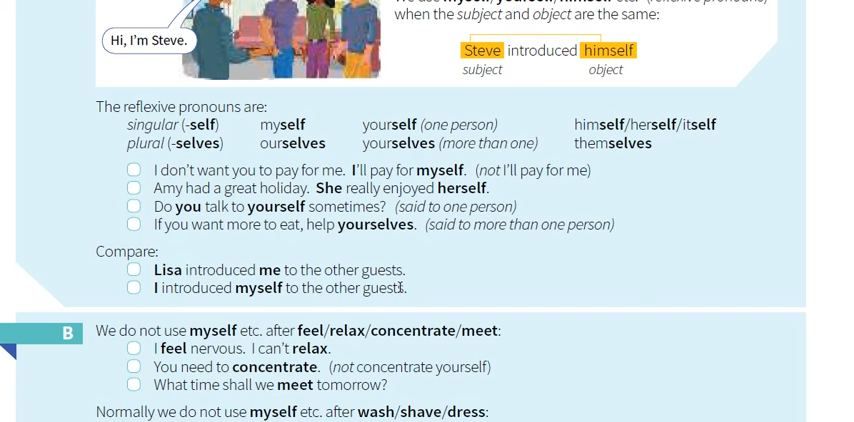 when the subject and object are the same:
Hi, I'm Steve.
Steve introduced himself
subject object
The reflexive pronouns are:
singular (-self) myself yourself (one person) himself/herself/itself
plural (-selves) ourselves yourselves (more than one) themselves
I don't want you to pay for me. I'll pay for myself. (not I'll pay for me)
Amy had a great holiday. She really enjoyed herself.
Do you talk to yourself sometimes? (said to one person)
If you want more to eat, help yourselves. (said to more than one person)
Compare:
Lisa introduced me to the other guests.
I introduced myself to the other guests.
B
We do not use myself etc. after feel/relax/concentrate/meet:
I feel nervous. I can't relax.
You need to concentrate. (not concentrate yourself)
What time shall we meet tomorrow?
Normally we do not use myself etc. after wash/shave/dress: